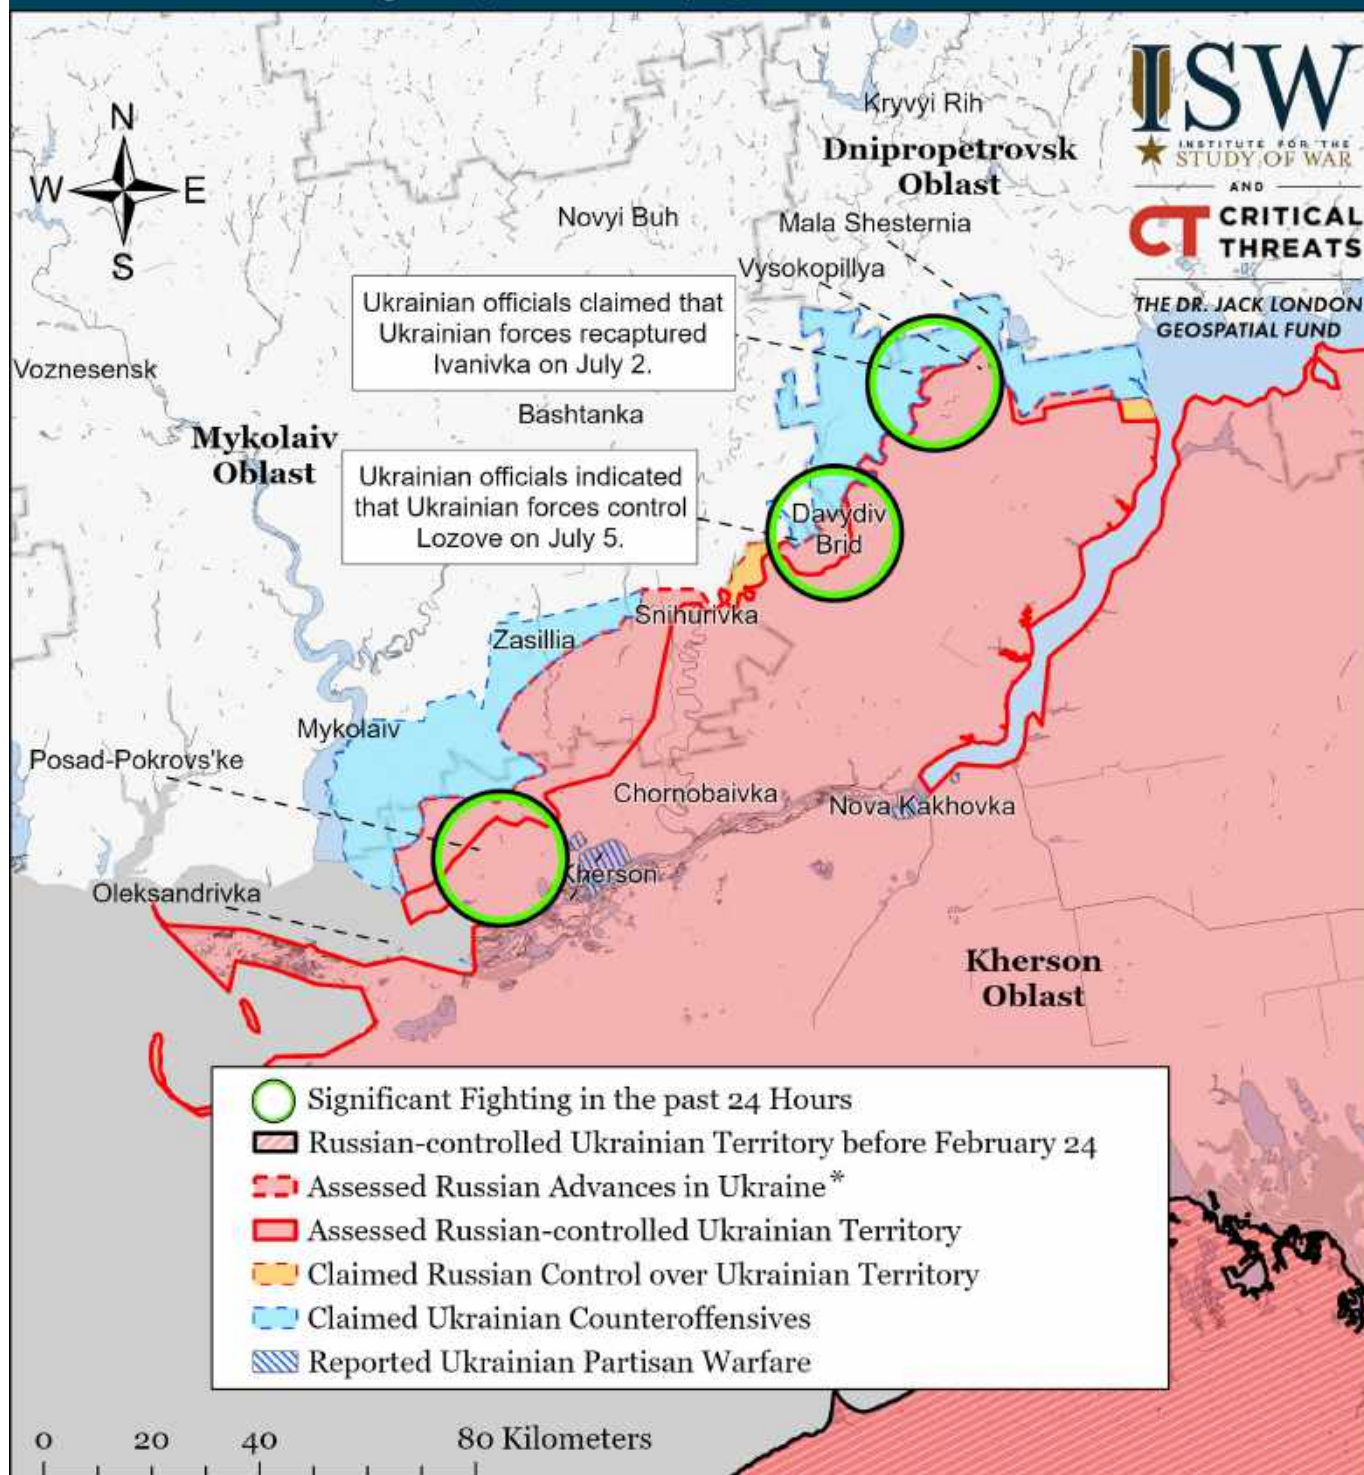 ISW
INSTITUTE FOR THE
STUDY OF WAR
AND
CT CRITICAL
THREATS
THE DR. JACK LONDON
GEOSPATIAL FUND
N
W E
S
Kryvyi Rih
Dnipropetrovsk
Oblast
Novyi Buh
Mala Shesternia
Vysokopillya
Ukrainian officials claimed that
Ukrainian forces recaptured
Ivanivka on July 2.
Voznesensk
Bashtanka
Mykolaiv
Oblast
Ukrainian officials indicated
that Ukrainian forces control
Lozove on July 5.
Davydiv
Brid
Snihurivka
Zasillia
Mykolaiv
Posad-Pokrovs'ke
Chornobaivka
Nova Kakhovka
Kherson
Oleksandrivka
Kherson
Oblast
Significant Fighting in the past 24 Hours
Russian-controlled Ukrainian Territory before February 24
Assessed Russian Advances in Ukraine*
Assessed Russian-controlled Ukrainian Territory
Claimed Russian Control over Ukrainian Territory
Claimed Ukrainian Counteroffensives
Reported Ukrainian Partisan Warfare
0 20 40 80 Kilometers